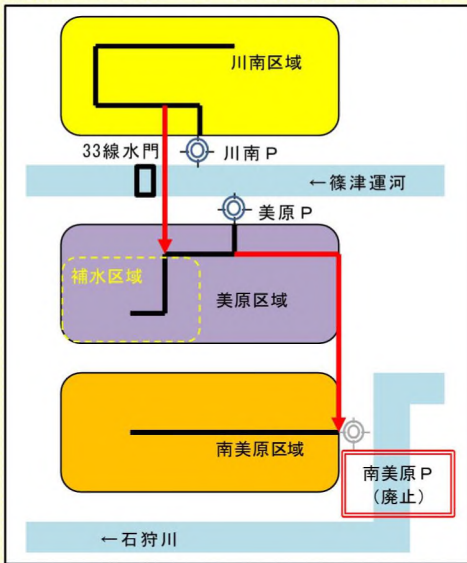 川南区域
33線水門
川南P
←篠津運河
美原P
補水区域
美原区域
南美原区域
南美原P
(廃止)
←石狩川